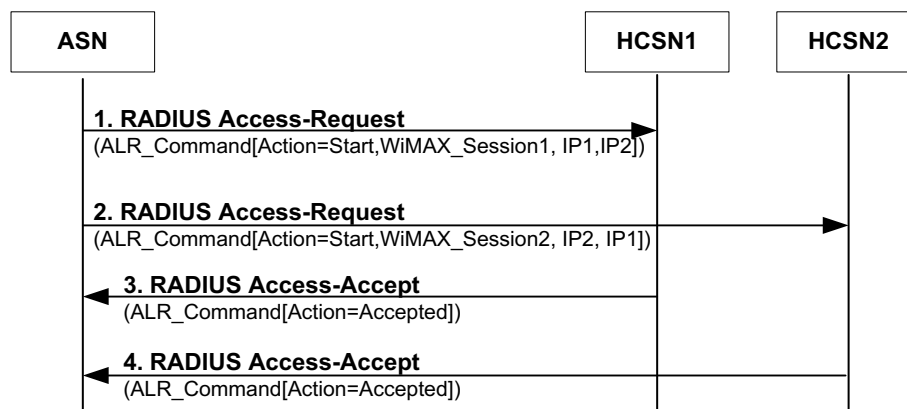 ASN
HCSN1
HCSN2
1. RADIUS Access-Request
(ALR_Command[Action=Start,WiMAX_Session1, IP1,IP2])
2. RADIUS Access-Request
(ALR_Command[Action=Start,WiMAX_Session2, IP2, IP1])
3. RADIUS Access-Accept
(ALR_Command[Action=Accepted])
4. RADIUS Access-Accept
(ALR_Command[Action=Accepted])